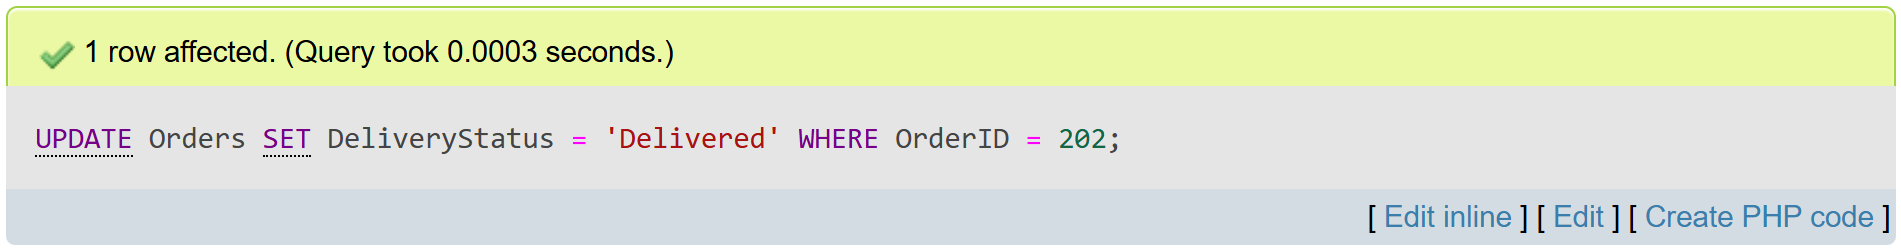 1 row affected. (Query took 0.0003 seconds.)
UPDATE Orders SET DeliveryStatus = 'Delivered' WHERE OrderID = 202;
[ Edit inline ] [ Edit ] [ Create PHP code ]